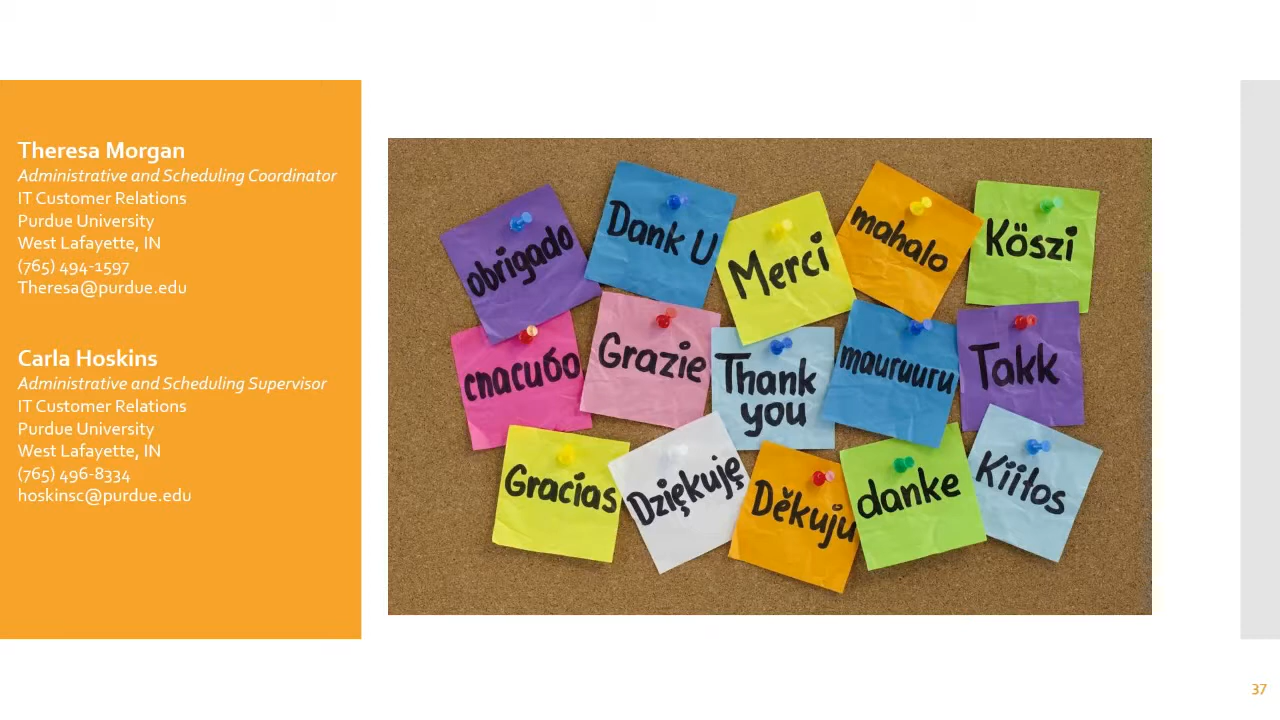 Theresa Morgan
Administrative and Scheduling Coordinator
IT Customer Relations
Purdue University
West Lafayette, IN
(765) 494-1597
Theresa@purdue.edu
Carla Hoskins
Administrative and Scheduling Supervisor
IT Customer Relations
Purdue University
West Lafayette, IN
(765) 496-8334
hoskinsc@purdue.edu
obrigado
Dank U
Merci
mahalo
Köszi
спасибо
Grazie
Thank
you
mauruuru
Takk
Gracias
Dziękuję
Děkuju
danke
Kiitos
37